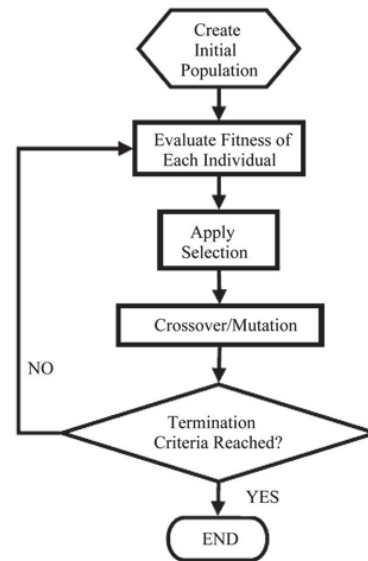 Create
Initial
Population
Evaluate Fitness of
Each Individual
Apply
Selection
Crossover/Mutation
NO
Termination
Criteria Reached?
YES
END